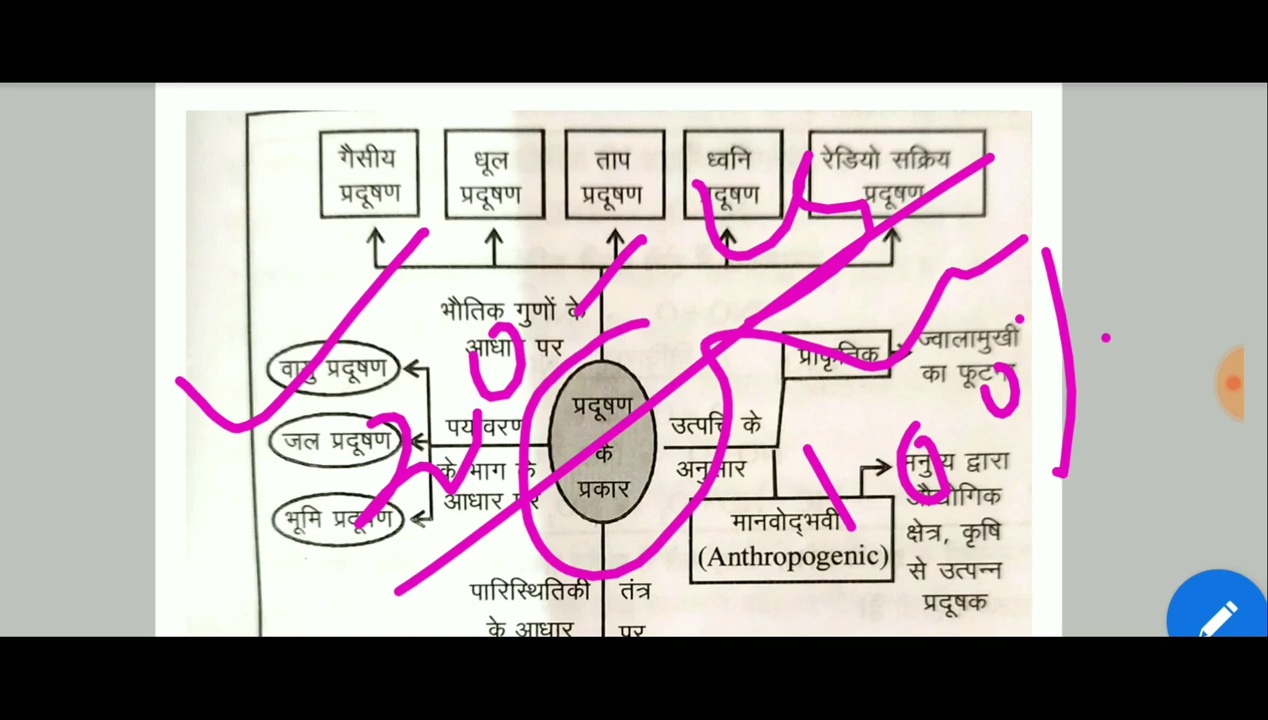 गैसीय
प्रदूषण
धूल
प्रदूषण
ताप
प्रदूषण
ध्वनि
प्रदूषण
रेडियो सक्रिय
प्रदूषण
भौतिक गुणों के
आधार पर
वायु प्रदूषण
जल प्रदूषण
भूमि प्रदूषण
पर्यावरण
के भाग के
आधार पर
प्रदूषण
के
प्रकार
उत्पत्ति के
अनुसार
प्राकृतिक
ज्वालामुखी
का फूटना
मानवोद्भवी
(Anthropogenic)
मनुष्य द्वारा
औद्योगिक
क्षेत्र, कृषि
से उत्पन्न
प्रदूषक
पारिस्थितिकी तंत्र
के आधार पर